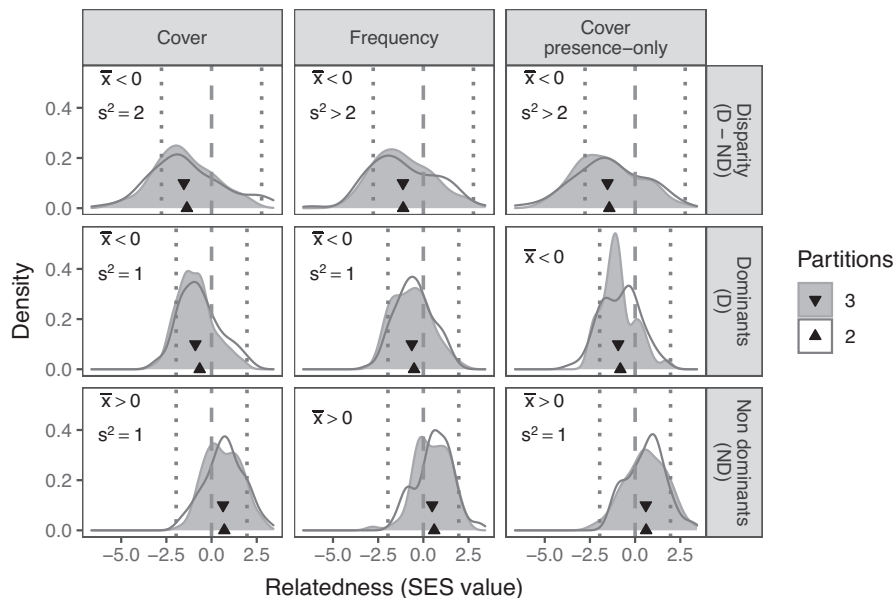 Cover
Frequency
Cover
presence−only
x̄ < 0
s² = 2
x̄ < 0
s² > 2
x̄ < 0
s² > 2
Disparity
(D − ND)
0.4
0.2
0.0
x̄ < 0
s² = 1
x̄ < 0
s² = 1
x̄ < 0
Dominants
(D)
0.4
0.2
0.0
Density
x̄ > 0
s² = 1
x̄ > 0
x̄ > 0
s² = 1
Non dominants
(ND)
0.4
0.2
0.0
−5.0 −2.5 0.0 2.5
−5.0 −2.5 0.0 2.5
−5.0 −2.5 0.0 2.5
Relatedness (SES value)
Partitions
3
2